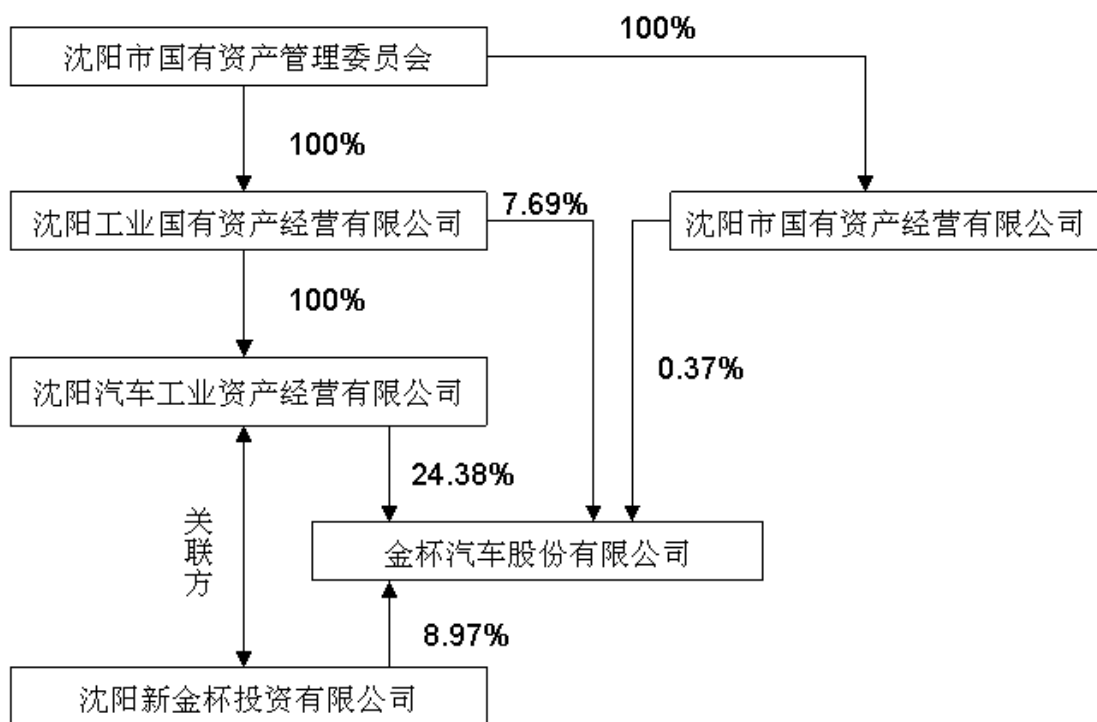 100%
沈阳市国有资产管理委员会
100%
沈阳工业国有资产经营有限公司
7.69%
沈阳市国有资产经营有限公司
100%
0.37%
沈阳汽车工业资产经营有限公司
24.38%
关联方
金杯汽车股份有限公司
8.97%
沈阳新金杯投资有限公司